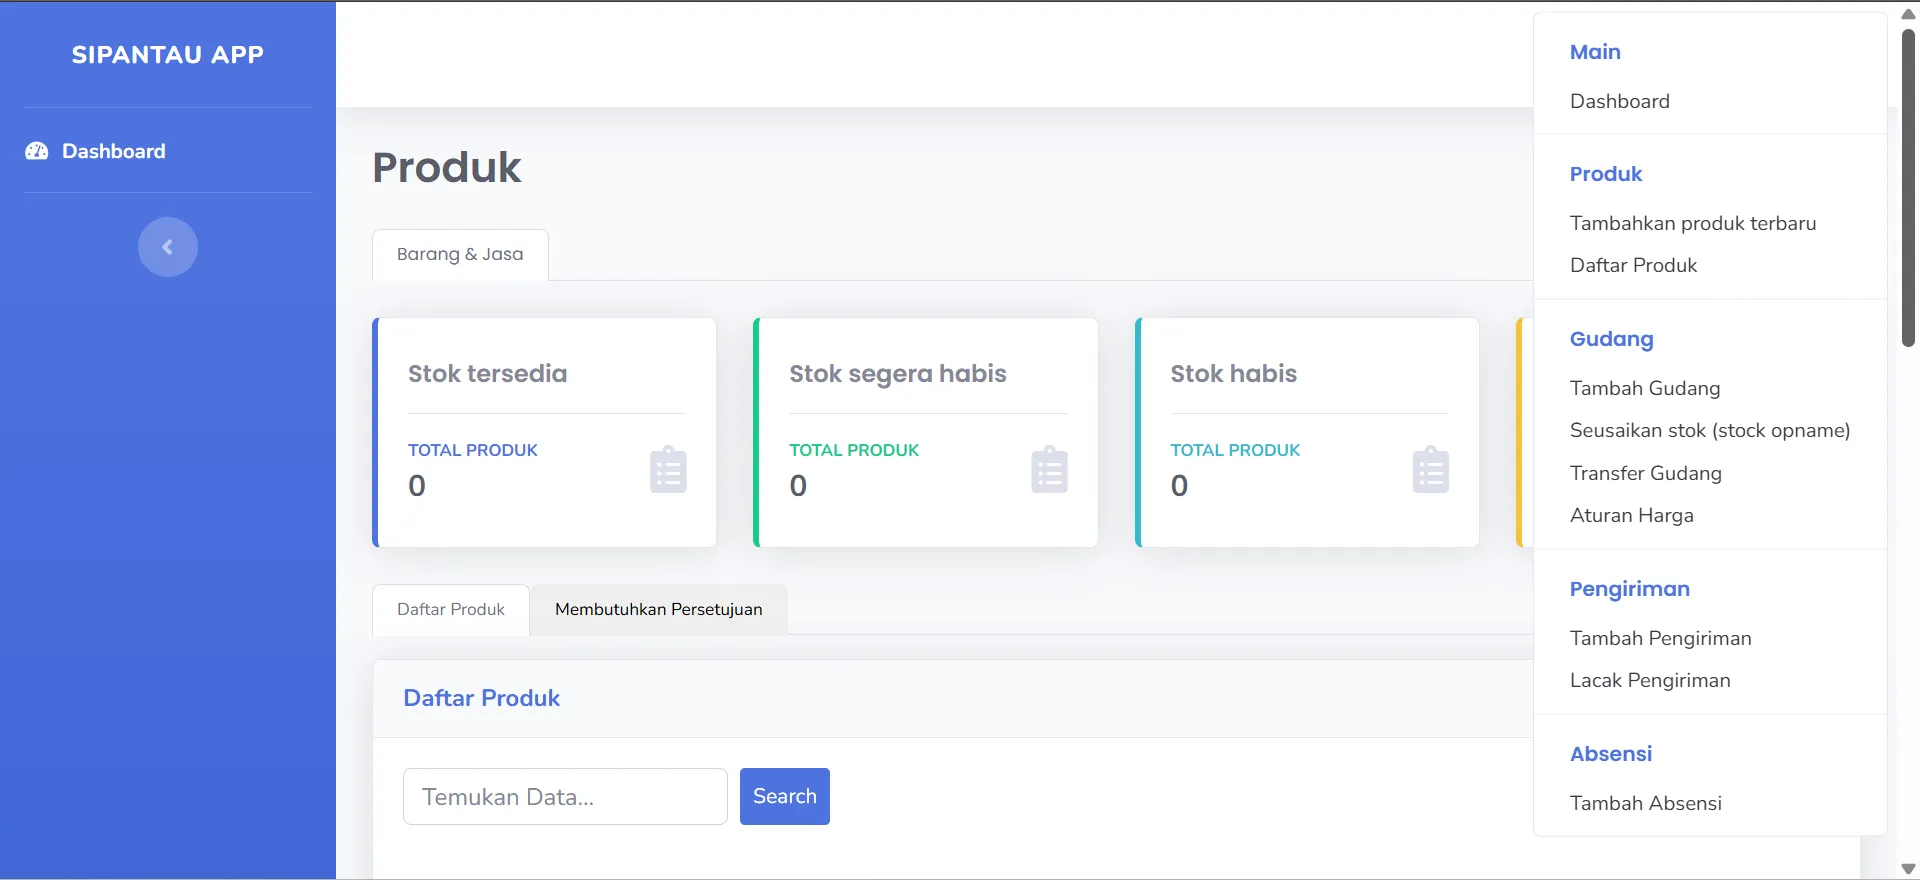 SIPANTAU APP
Dashboard
Produk
Barang & Jasa
Stok tersedia
TOTAL PRODUK
0
Stok segera habis
TOTAL PRODUK
0
Stok habis
TOTAL PRODUK
0
Daftar Produk
Membutuhkan Persetujuan
Daftar Produk
Temukan Data...
Search
Main
Dashboard
Produk
Tambahkan produk terbaru
Daftar Produk
Gudang
Tambah Gudang
Seusaikan stok (stock opname)
Transfer Gudang
Aturan Harga
Pengiriman
Tambah Pengiriman
Lacak Pengiriman
Absensi
Tambah Absensi